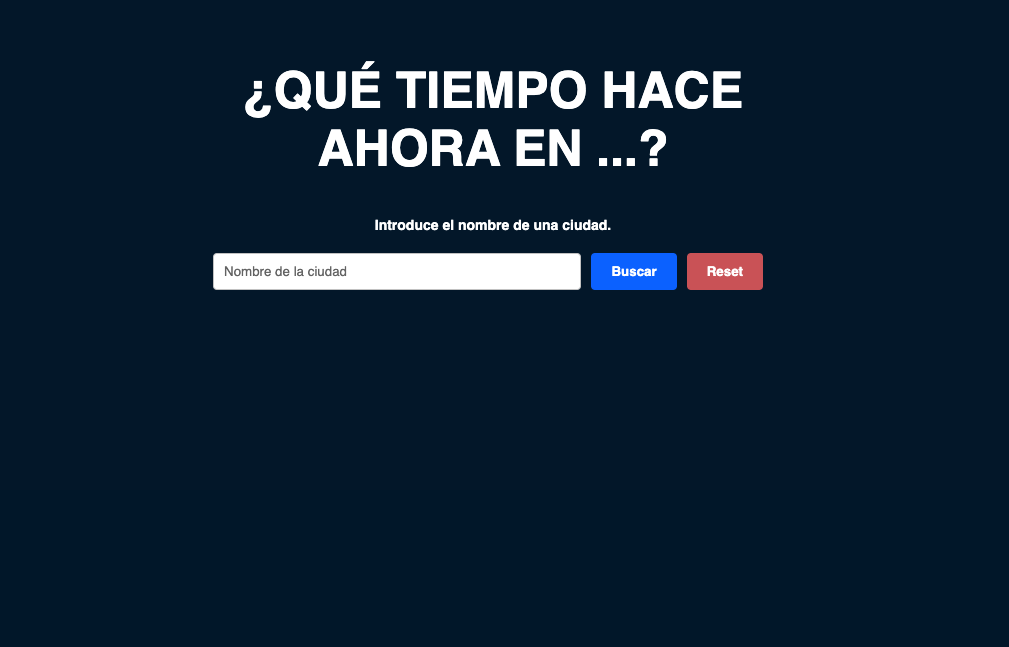 ¿QUÉ TIEMPO HACE
AHORA EN ...?
Introduce el nombre de una ciudad.
Nombre de la ciudad
Buscar
Reset